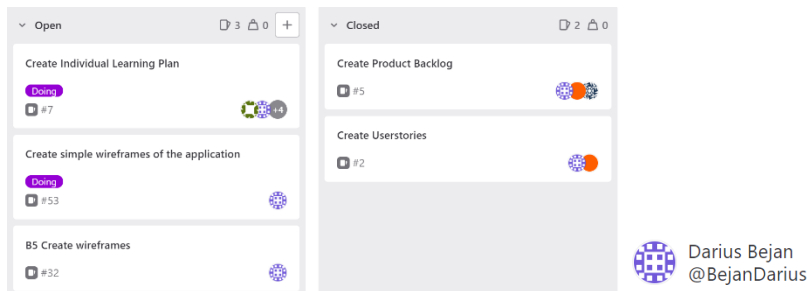 Open 3 0 +
Create Individual Learning Plan
Doing
#7 +4
Create simple wireframes of the application
Doing
#53
B5 Create wireframes
#32
Closed 2 0
Create Product Backlog
#5
Create Userstories
#2
Darius Bejan
@BejanDarius